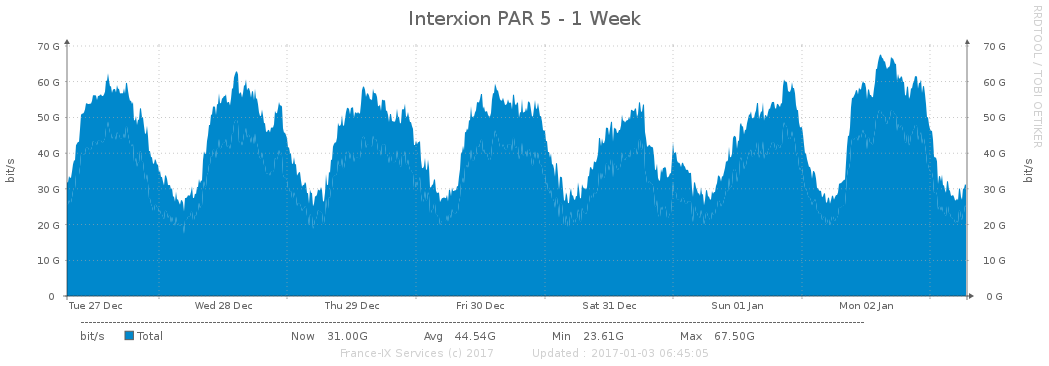 Interxion PAR 5 - 1 Week
RRDTOOL / TOBI OETIKER
bit/s
bit/s
70 G 70 G
60 G 60 G
50 G 50 G
40 G 40 G
30 G 30 G
20 G 20 G
10 G 10 G
0 0 G
Tue 27 Dec Wed 28 Dec Thu 29 Dec Fri 30 Dec Sat 31 Dec Sun 01 Jan Mon 02 Jan
bit/s Total Now 31.00G Avg 44.54G Min 23.61G Max 67.50G
France-IX Services (c) 2017 Updated : 2017-01-03 06:45:05